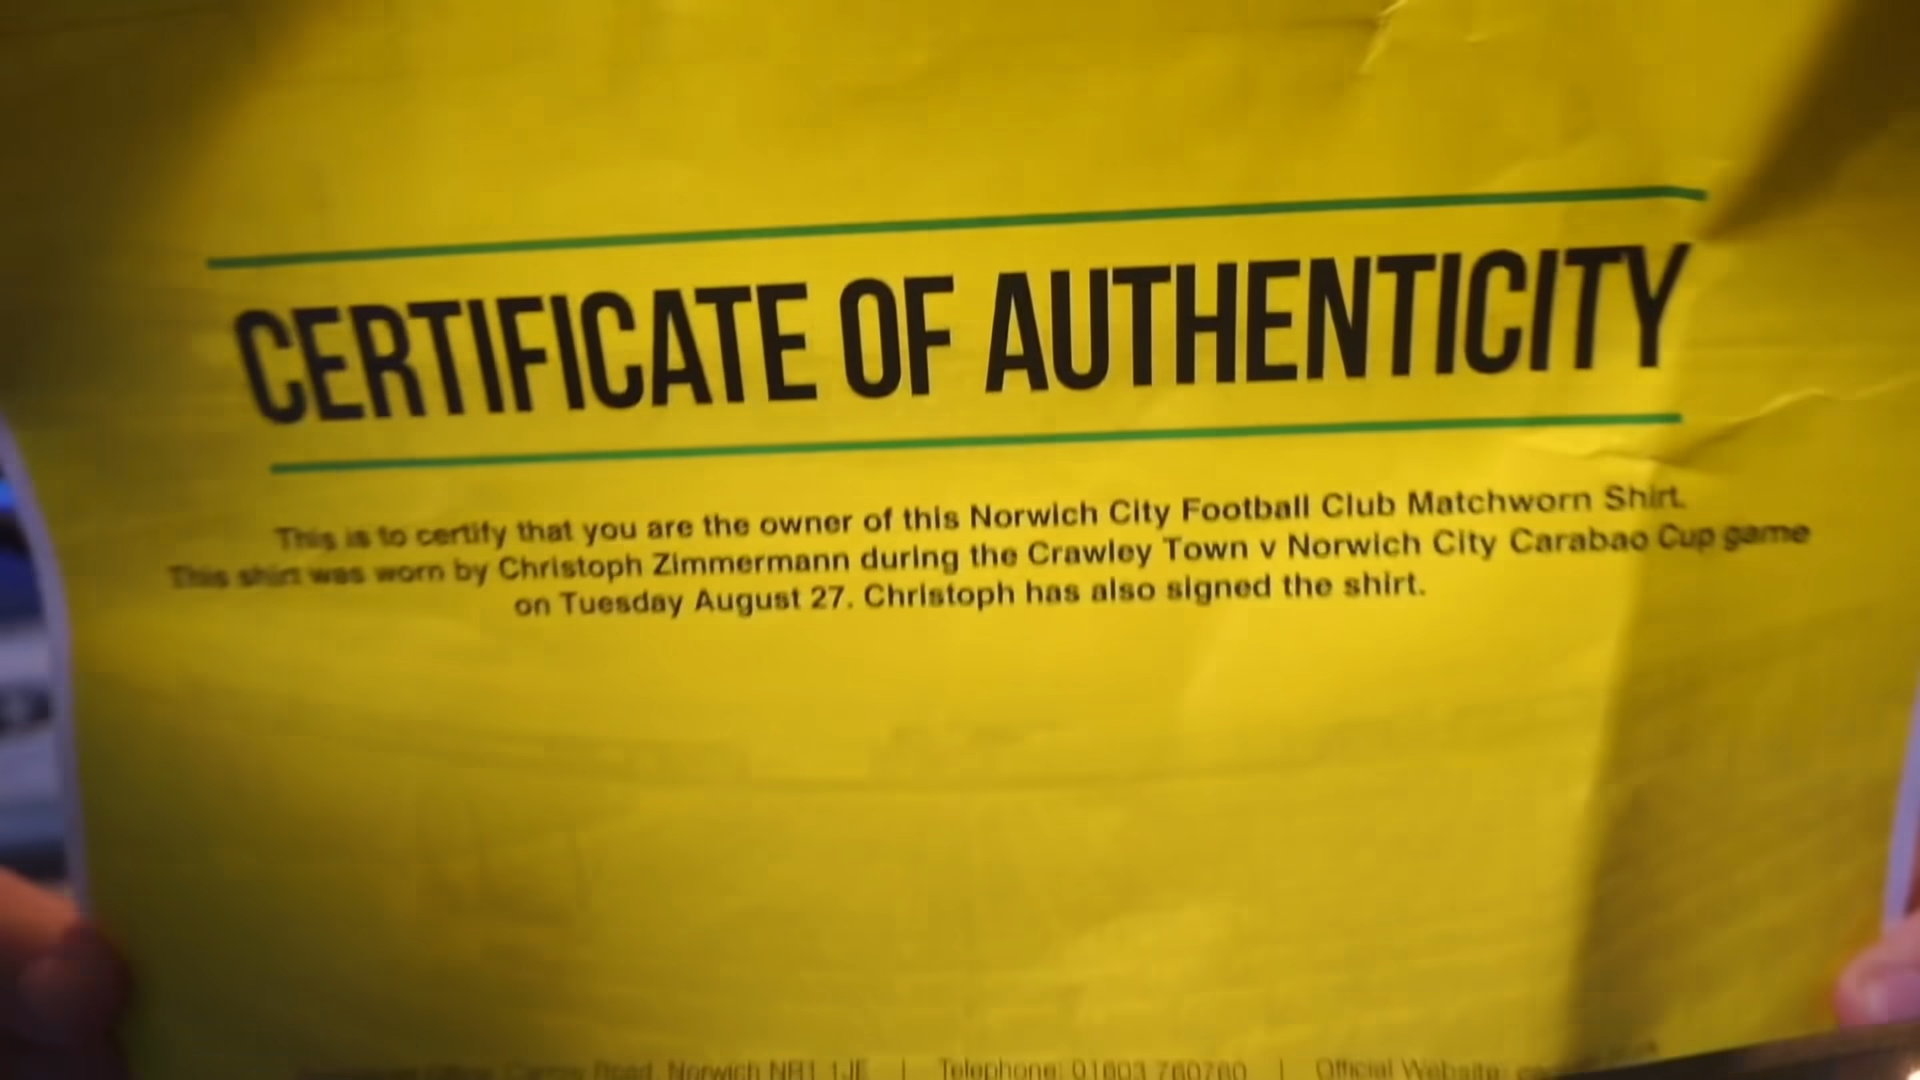 CERTIFICATE OF AUTHENTICITY
This is to certify that you are the owner of this Norwich City Football Club Matchworn Shirt.
This shirt was worn by Christoph Zimmermann during the Crawley Town v Norwich City Carabao Cup game
on Tuesday August 27. Christoph has also signed the shirt.
Road, Norwich NR1 1JE | Telephone: 01603 760760 | Official Website: